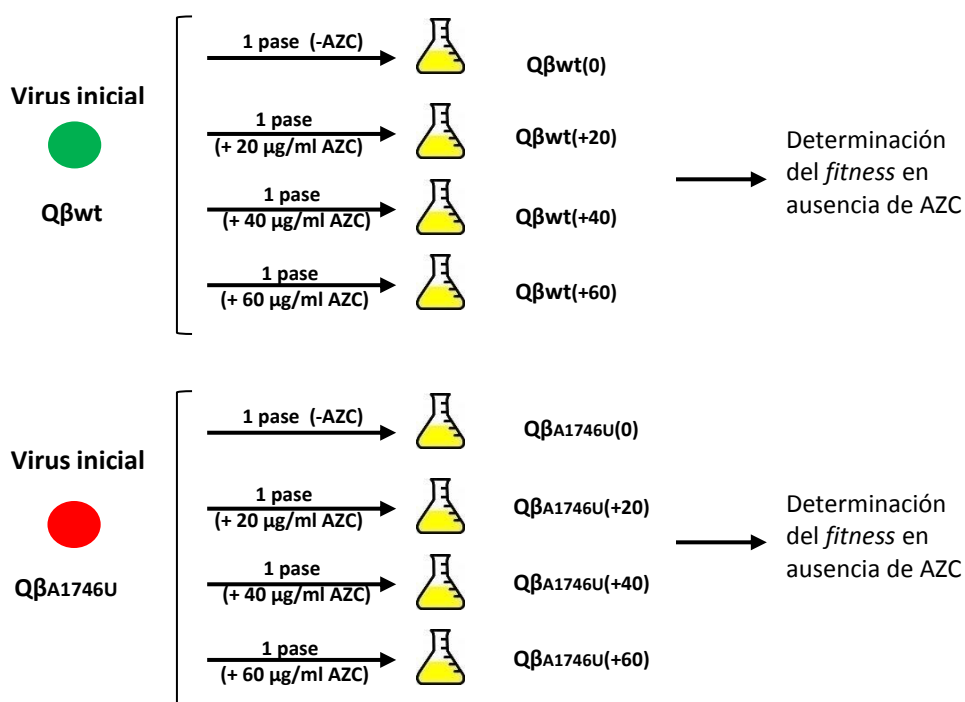 1 pase (-AZC)
Qβwt(0)
Virus inicial
1 pase
(+ 20 µg/ml AZC)
Qβwt(+20)
Qβwt
1 pase
(+ 40 µg/ml AZC)
Qβwt(+40)
1 pase
(+ 60 µg/ml AZC)
Qβwt(+60)
Determinación
del fitness en
ausencia de AZC
1 pase (-AZC)
QβA1746U(0)
Virus inicial
1 pase
(+ 20 µg/ml AZC)
QβA1746U(+20)
QβA1746U
1 pase
(+ 40 µg/ml AZC)
QβA1746U(+40)
1 pase
(+ 60 µg/ml AZC)
QβA1746U(+60)
Determinación
del fitness en
ausencia de AZC